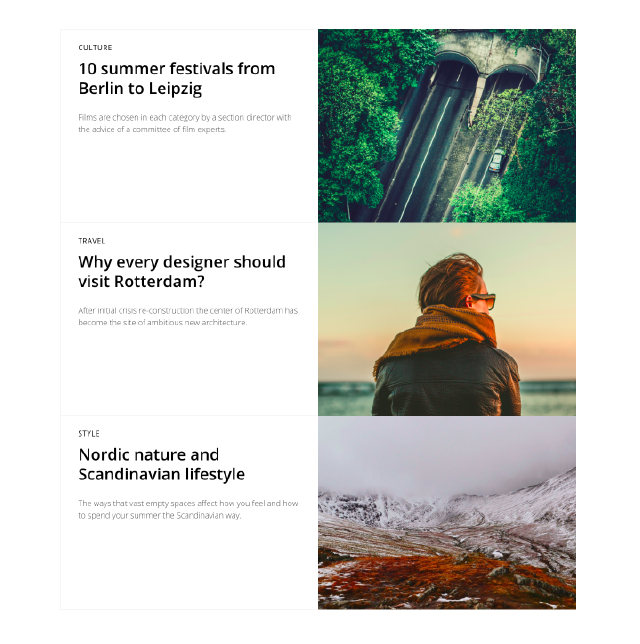 CULTURE
10 summer festivals from
Berlin to Leipzig
Films are chosen in each category by a section director with
the advice of a committee of film experts.
TRAVEL
Why every designer should
visit Rotterdam?
After initial crisis re-construction the center of Rotterdam has
become the site of ambitious new architecture.
STYLE
Nordic nature and
Scandinavian lifestyle
The ways that vast empty spaces affect how you feel and how
to spend your summer the Scandinavian way.